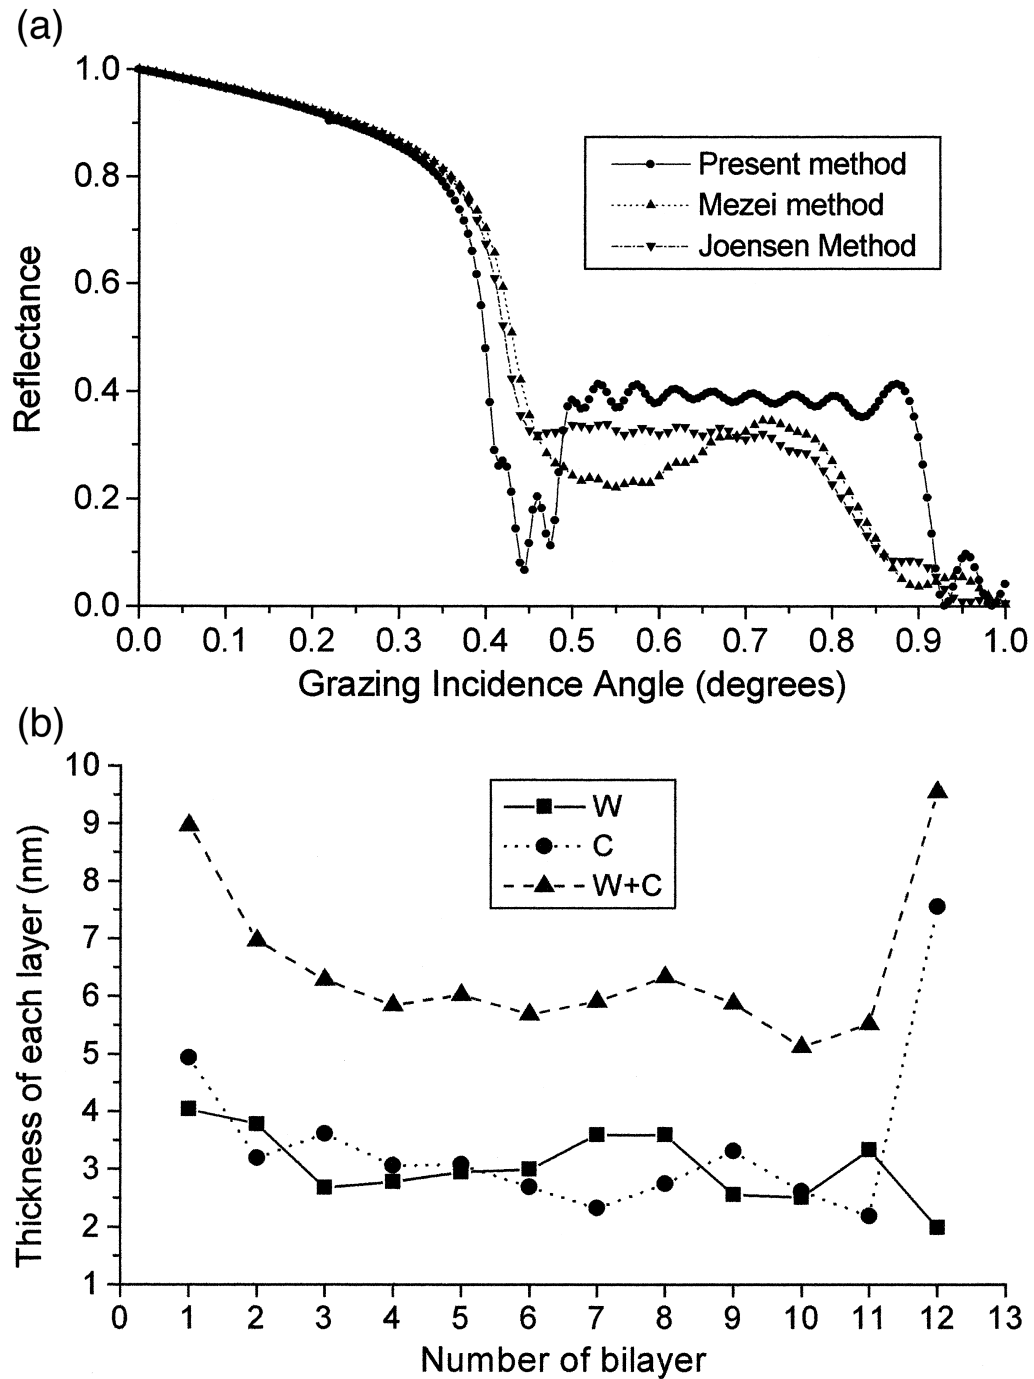 (a)
1.0
0.8
0.6
0.4
0.2
0.0
Reflectance
Present method
Mezei method
Joensen Method
0.0 0.1 0.2 0.3 0.4 0.5 0.6 0.7 0.8 0.9 1.0
Grazing Incidence Angle (degrees)
(b)
10
9
8
7
6
5
4
3
2
1
Thickness of each layer (nm)
W
C
W+C
0 1 2 3 4 5 6 7 8 9 10 11 12 13
Number of bilayer